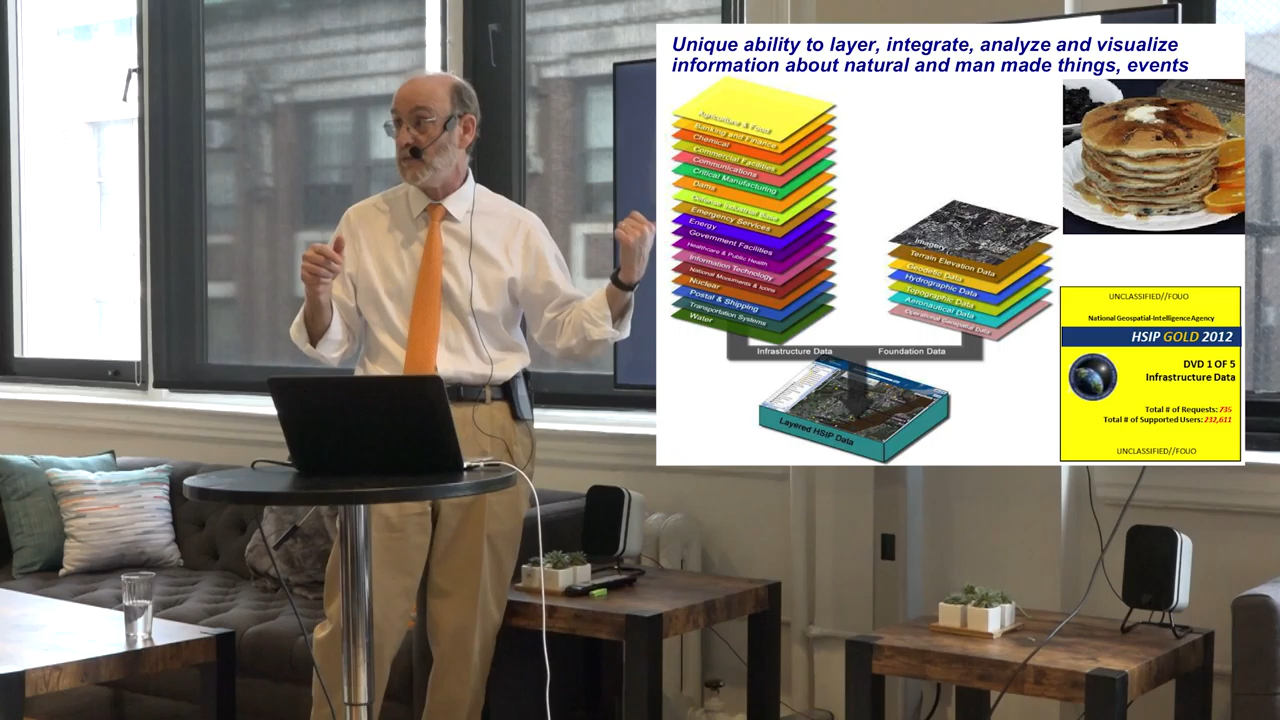 Unique ability to layer, integrate, analyze and visualize
information about natural and man made things, events
Agriculture & Food
Banking and Finance
Chemical
Commercial Facilities
Communications
Critical Manufacturing
Dams
Defense Industrial Base
Emergency Services
Energy
Government Facilities
Healthcare & Public Health
Information Technology
National Monuments & Icons
Nuclear
Postal & Shipping
Transportation Systems
Water
Imagery
Terrain Elevation Data
Geodetic Data
Hydrographic Data
Topographic Data
Aeronautical Data
Operational Geospatial Data
Infrastructure Data
Foundation Data
Layered HSIP Data
UNCLASSIFIED//FOUO
National Geospatial-Intelligence Agency
HSIP GOLD 2012
DVD 1 OF 5
Infrastructure Data
Total # of Requests: 735
Total # of Supported Users: 232,611
UNCLASSIFIED//FOUO